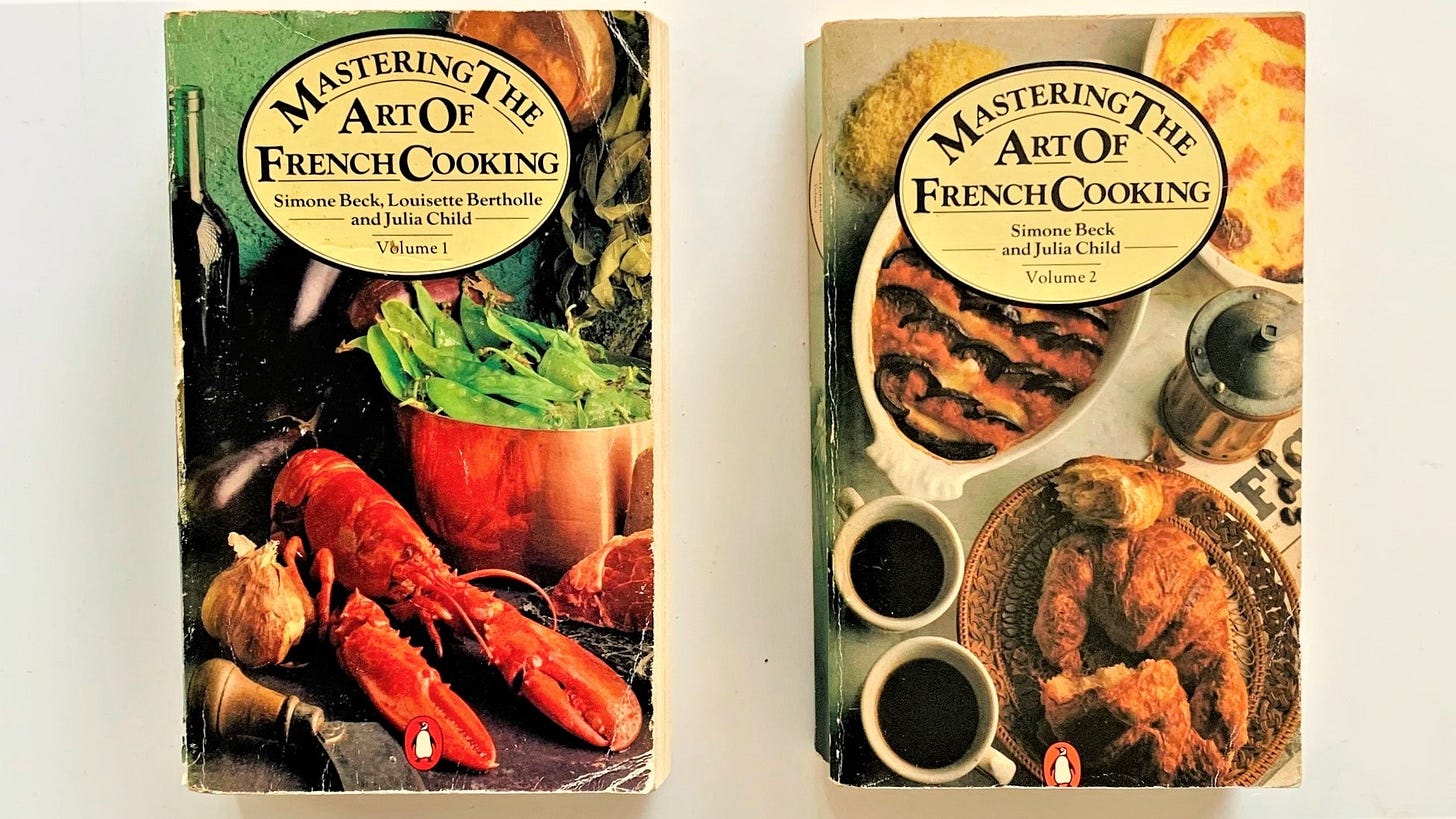 MASTERING THE
ART OF
FRENCH COOKING
Simone Beck, Louisette Bertholle
and Julia Child
Volume 1
MASTERING THE
ART OF
FRENCH COOKING
Simone Beck
and Julia Child
Volume 2